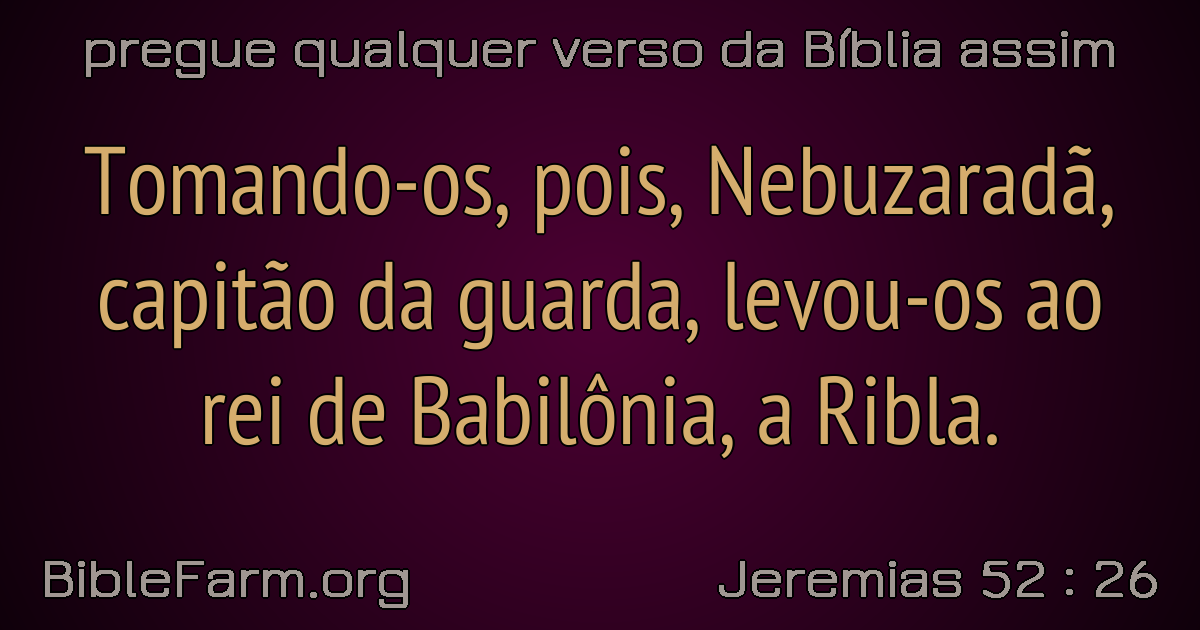 pregue qualquer verso da Bíblia assim
Tomando-os, pois, Nebuzaradã,
capitão da guarda, levou-os ao
rei de Babilônia, a Ribla.
BibleFarm.org
Jeremias 52 : 26